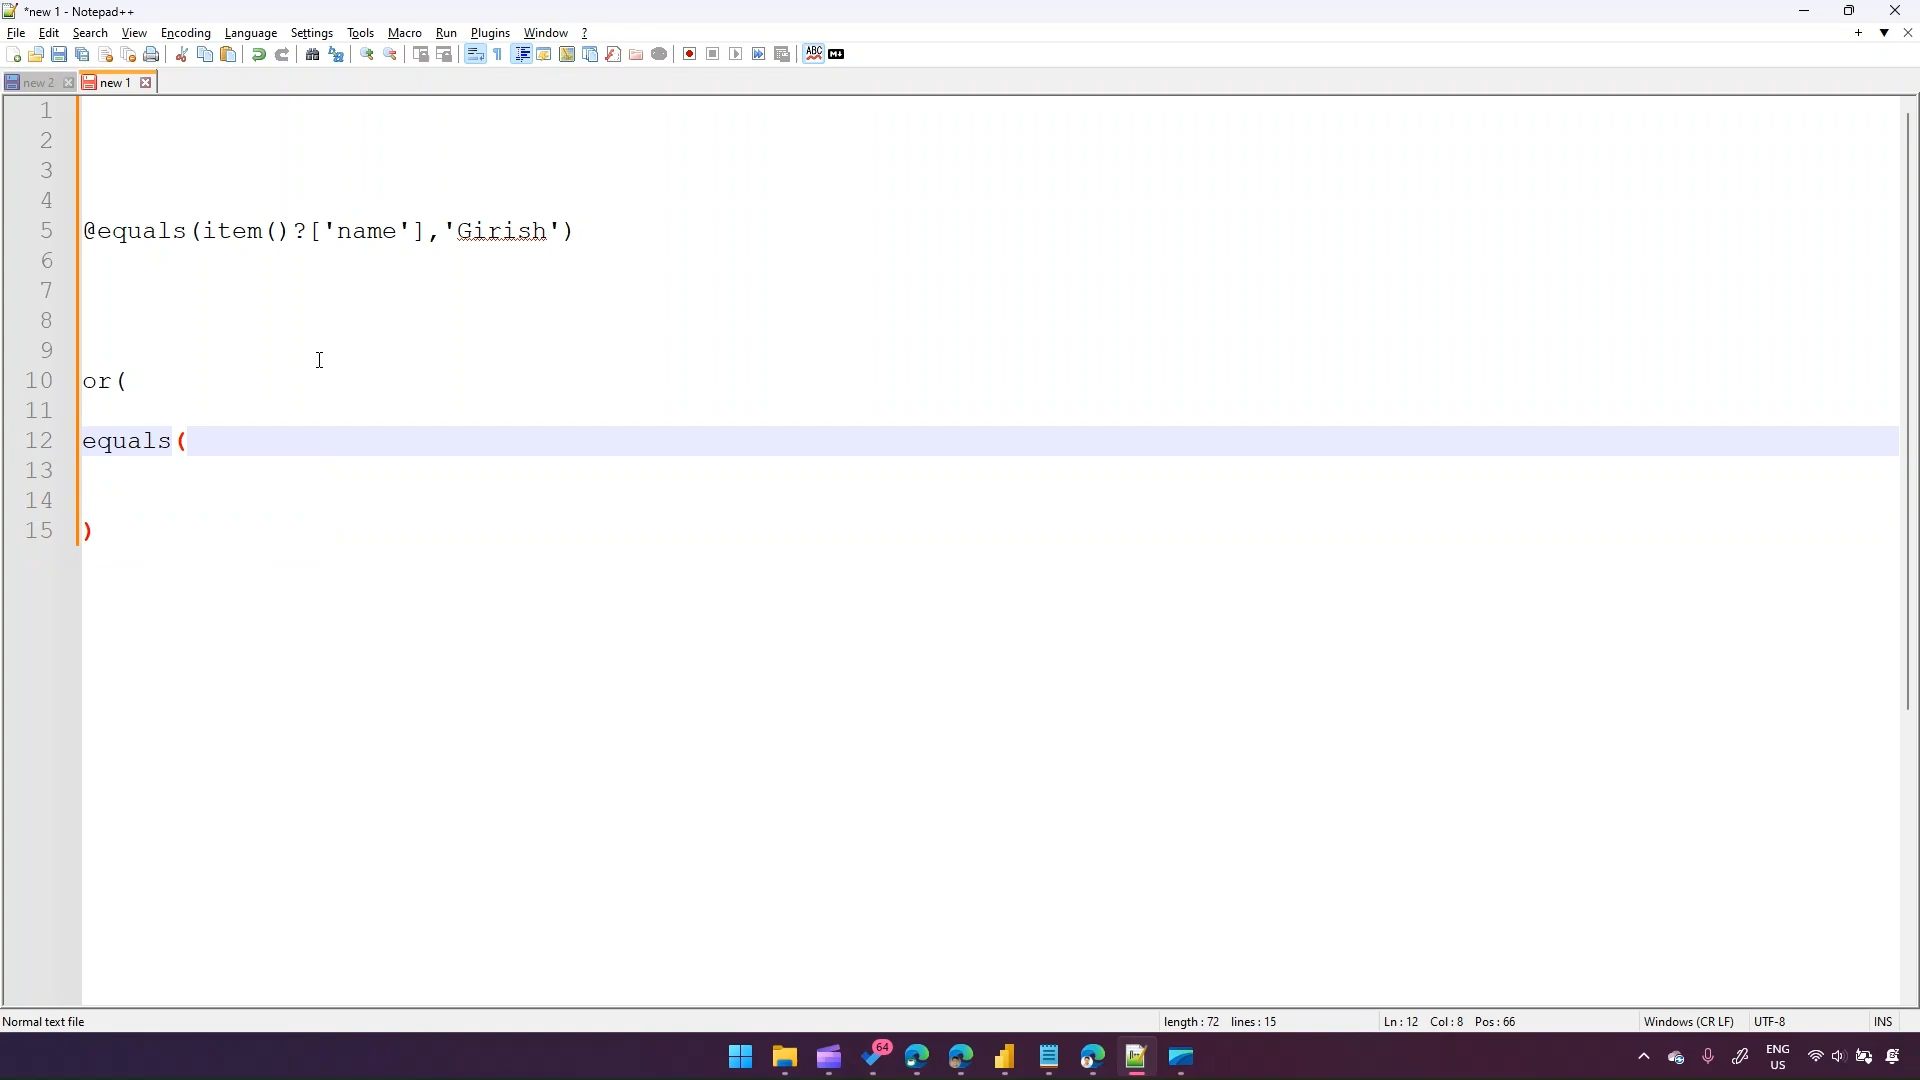 *new 1 - Notepad++
File Edit Search View Encoding Language Settings Tools Macro Run Plugins Window ?
new 2 new 1
1
2
3
4
5 @equals(item()?['name'],'Girish')
6
7
8
9
10 or(
11
12 equals(
13
14
15 )
Normal text file length : 72 lines : 15 Ln : 12 Col : 8 Pos : 66 Windows (CR LF) UTF-8 INS
64
ENG
US